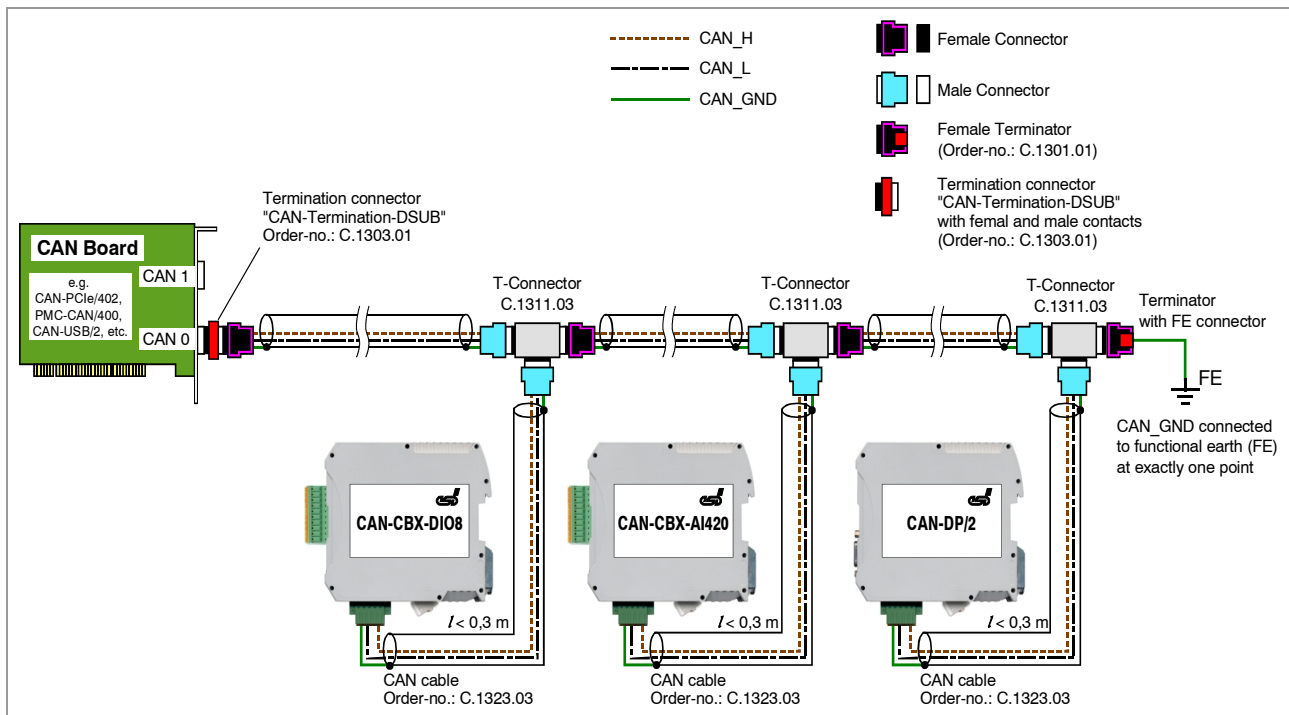 CAN_H
CAN_L
CAN_GND
Female Connector
Male Connector
Female Terminator
(Order-no.: C.1301.01)
Termination connector
"CAN-Termination-DSUB"
with femal and male contacts
(Order-no.: C.1303.01)
Termination connector
"CAN-Termination-DSUB"
Order-no.: C.1303.01
CAN Board
e.g.
CAN-PCIe/402,
PMC-CAN/400,
CAN-USB/2, etc.
CAN 1
CAN 0
T-Connector
C.1311.03
T-Connector
C.1311.03
T-Connector
C.1311.03
Terminator
with FE connector
FE
CAN_GND connected
to functional earth (FE)
at exactly one point
esd
CAN-CBX-DIO8
esd
CAN-CBX-AI420
esd
CAN-DP/2
l < 0,3 m
l < 0,3 m
l < 0,3 m
CAN cable
Order-no.: C.1323.03
CAN cable
Order-no.: C.1323.03
CAN cable
Order-no.: C.1323.03